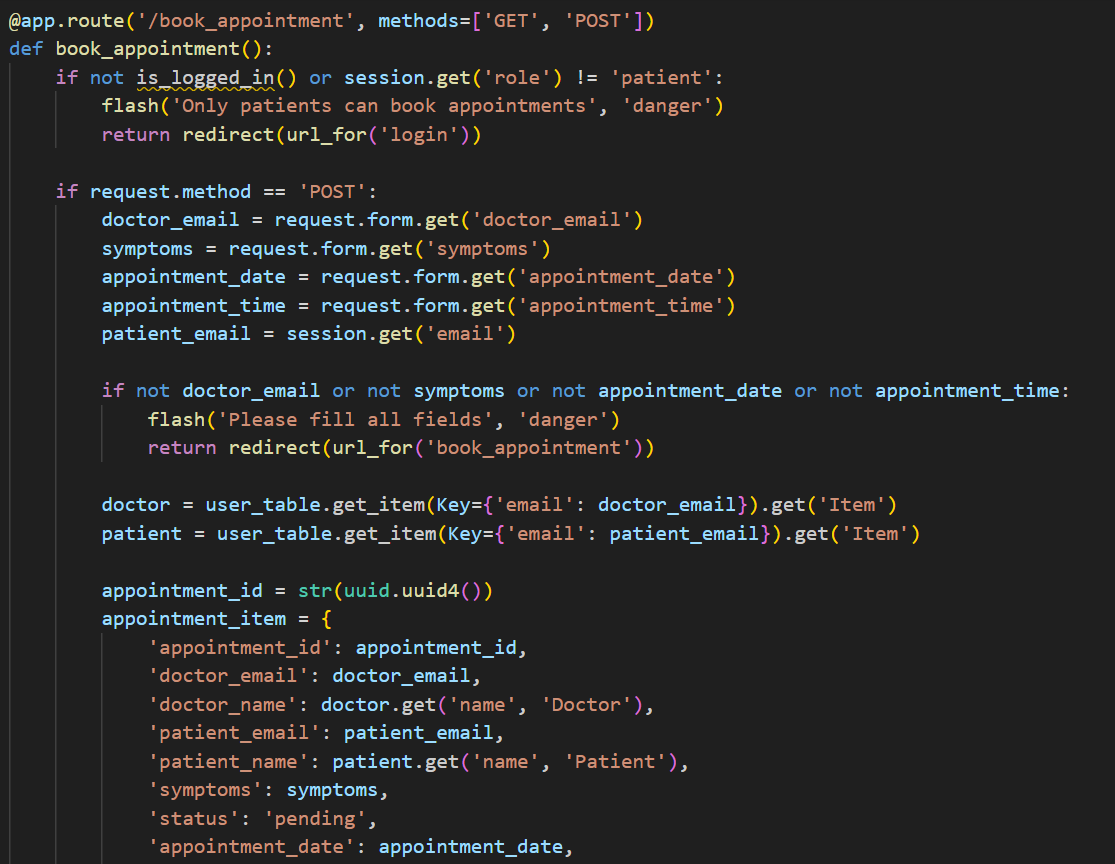 @app.route('/book_appointment', methods=['GET', 'POST'])
def book_appointment():
    if not is_logged_in() or session.get('role') != 'patient':
        flash('Only patients can book appointments', 'danger')
        return redirect(url_for('login'))

    if request.method == 'POST':
        doctor_email = request.form.get('doctor_email')
        symptoms = request.form.get('symptoms')
        appointment_date = request.form.get('appointment_date')
        appointment_time = request.form.get('appointment_time')
        patient_email = session.get('email')

        if not doctor_email or not symptoms or not appointment_date or not appointment_time:
            flash('Please fill all fields', 'danger')
            return redirect(url_for('book_appointment'))

        doctor = user_table.get_item(Key={'email': doctor_email}).get('Item')
        patient = user_table.get_item(Key={'email': patient_email}).get('Item')

        appointment_id = str(uuid.uuid4())
        appointment_item = {
            'appointment_id': appointment_id,
            'doctor_email': doctor_email,
            'doctor_name': doctor.get('name', 'Doctor'),
            'patient_email': patient_email,
            'patient_name': patient.get('name', 'Patient'),
            'symptoms': symptoms,
            'status': 'pending',
            'appointment_date': appointment_date,